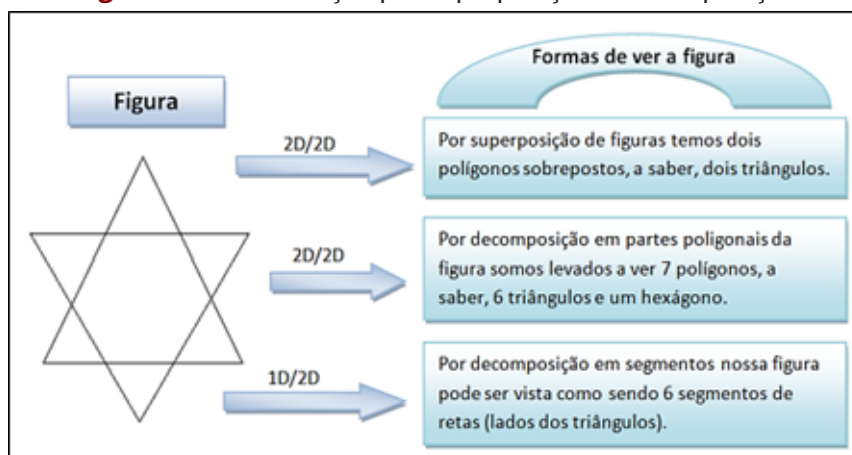 Formas de ver a figura
Figura
2D/2D
Por superposição de figuras temos dois
polígonos sobrepostos, a saber, dois triângulos.
2D/2D
Por decomposição em partes poligonais da
figura somos levados a ver 7 polígonos, a
saber, 6 triângulos e um hexágono.
1D/2D
Por decomposição em segmentos nossa figura
pode ser vista como sendo 6 segmentos de
retas (lados dos triângulos).